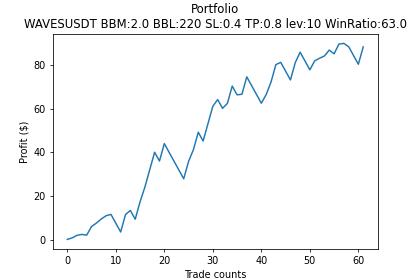 Portfolio
WAVESUSDT BBM:2.0 BBL:220 SL:0.4 TP:0.8 lev:10 WinRatio:63.0
Profit ($)
80
60
40
20
0
0 10 20 30 40 50 60
Trade counts